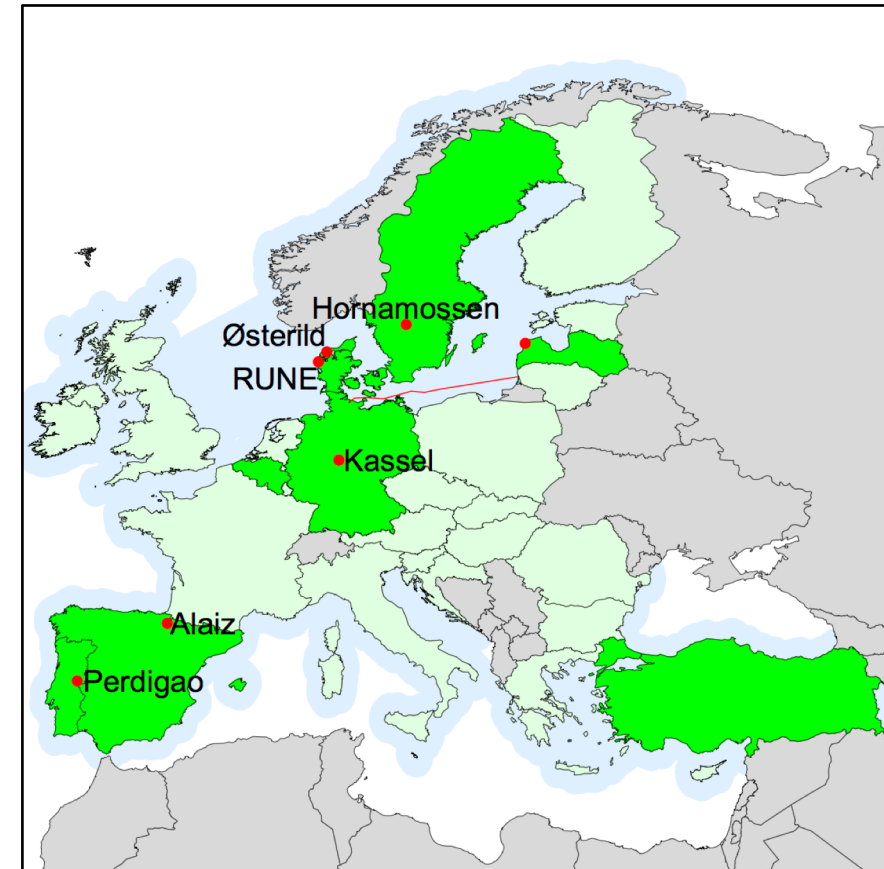 Hornamossen
Østerild
RUNE
Kassel
Alaiz
Perdigao